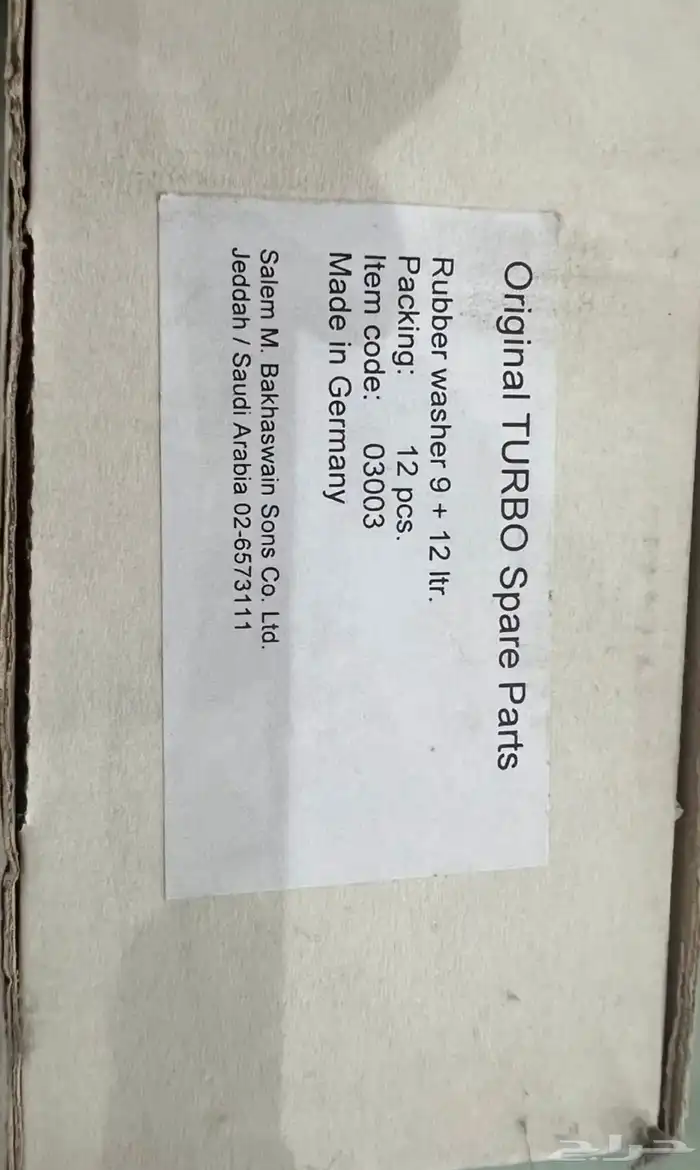 Original TURBO Spare Parts
Rubber washer 9 + 12 ltr.
Packing: 12 pcs.
Item code: 03003
Made in Germany
Salem M. Bakhaswain Sons Co. Ltd.
Jeddah / Saudi Arabia 02-6573111
حراج